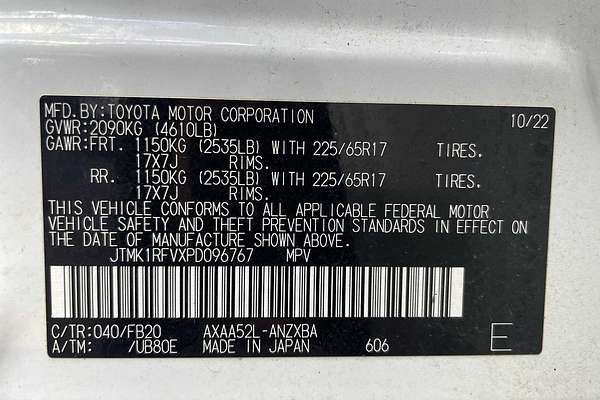 MFD.BY:TOYOTA MOTOR CORPORATION 10/22
GVWR:2090KG (4610LB)
GAWR:FRT. 1150KG (2535LB) WITH 225/65R17 TIRES.
17X7J RIMS.
RR. 1150KG (2535LB) WITH 225/65R17 TIRES.
17X7J RIMS.
THIS VEHICLE CONFORMS TO ALL APPLICABLE FEDERAL MOTOR
VEHICLE SAFETY AND THEFT PREVENTION STANDARDS IN EFFECT ON
THE DATE OF MANUFACTURE SHOWN ABOVE.
JTMK1RFVXPD096767 MPV
C/TR:040/FB20 AXAA52L-ANZXBA
A/TM: /UB80E MADE IN JAPAN 606 E